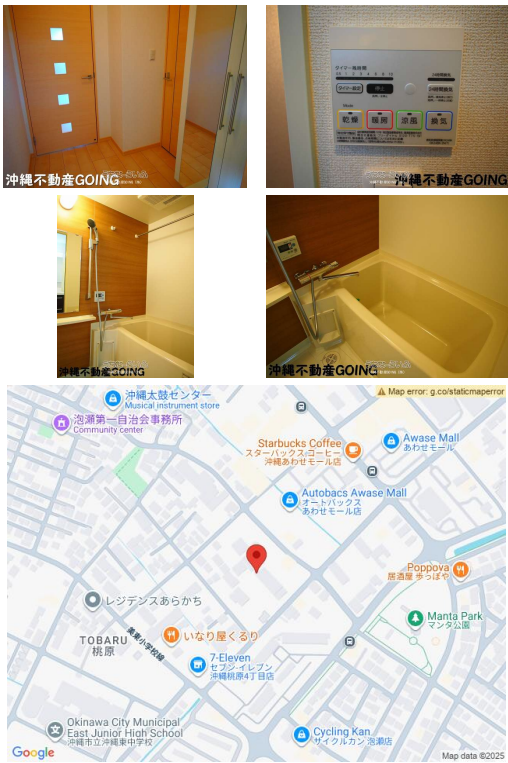 沖縄不動産GOING
停止
乾燥
暖房
涼風
換気
沖縄不動産GOING
沖縄不動産GOING
沖縄不動産GOING
Map error: g.co/staticmaperror
沖縄太鼓センター
Musical instrument store
泡瀬第一自治会事務所
Community center
Starbucks Coffee
スターバックス コーヒー
沖縄あわせモール店
Awase Mall
あわせモール
Autobacs Awase Mall
オートバックス
あわせモール店
Poppova
居酒屋 歩っぽや
レジデンスあらかち
Manta Park
マンタ公園
TOBARU
桃原
美東小学校線
いなり屋くるり
7-Eleven
セブン-イレブン
沖縄桃原4丁目店
Okinawa City Municipal
East Junior High School
沖縄市立沖縄東中学校
Cycling Kan
サイクルカン 泡瀬店
Google
Map data ©2025